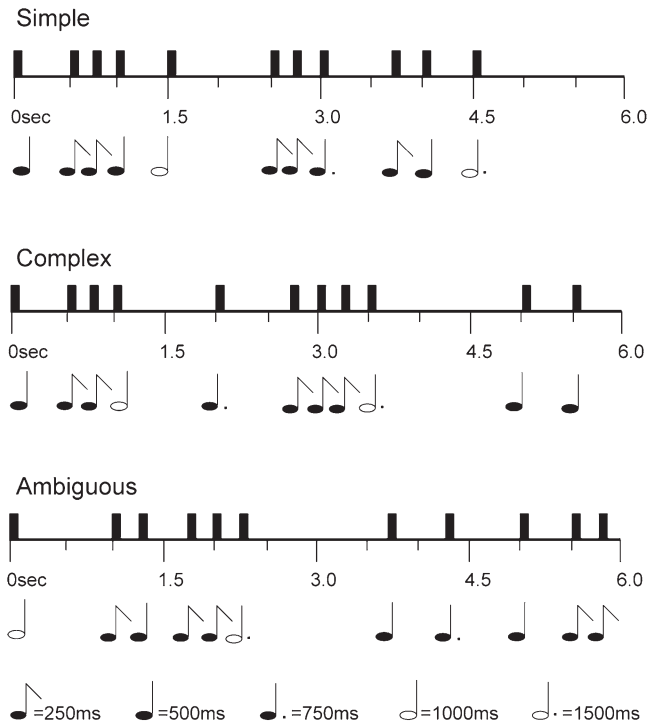 Simple
0sec 1.5 3.0 4.5 6.0
Complex
0sec 1.5 3.0 4.5 6.0
Ambiguous
0sec 1.5 3.0 4.5 6.0
=250ms =500ms =750ms =1000ms =1500ms